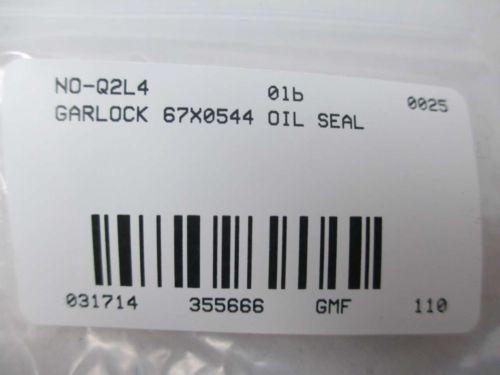 NO-Q2L4 01b 0025
GARLOCK 67X0544 OIL SEAL
031714 355666 GMF 110